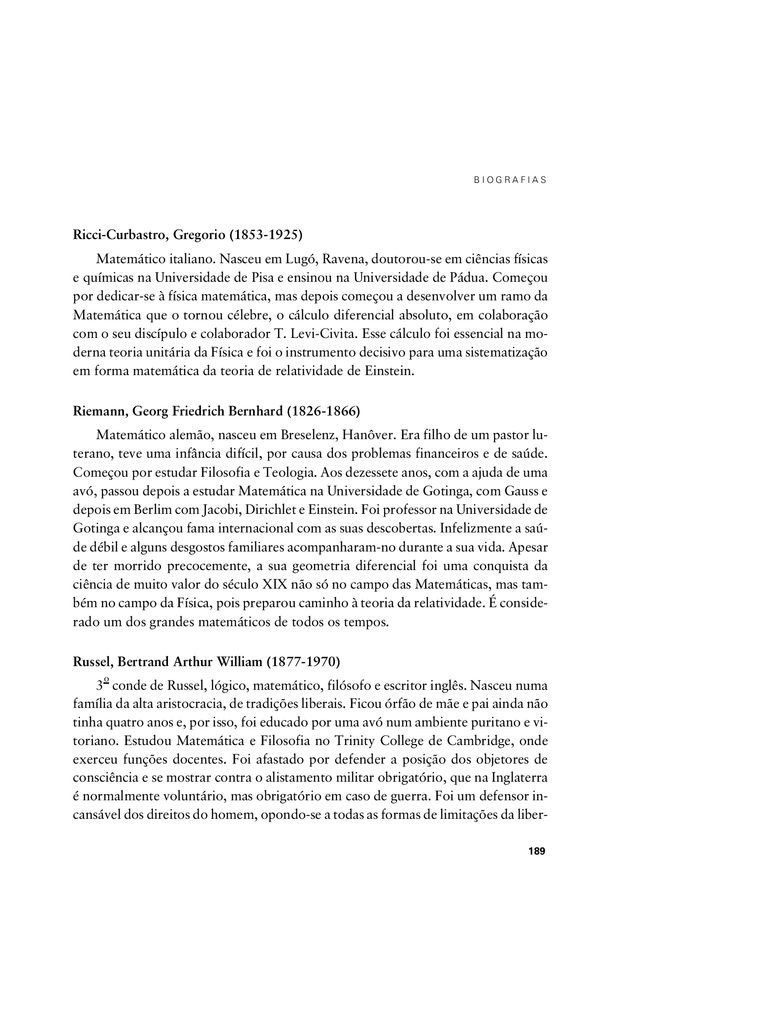 BIOGRAFIAS
Ricci-Curbastro, Gregorio (1853-1925)
Matemático italiano. Nasceu em Lugó, Ravena, doutorou-se em ciências físicas
e químicas na Universidade de Pisa e ensinou na Universidade de Pádua. Começou
por dedicar-se à física matemática, mas depois começou a desenvolver um ramo da
Matemática que o tornou célebre, o cálculo diferencial absoluto, em colaboração
com o seu discípulo e colaborador T. Levi-Civita. Esse cálculo foi essencial na mo-
derna teoria unitária da Física e foi o instrumento decisivo para uma sistematização
em forma matemática da teoria de relatividade de Einstein.
Riemann, Georg Friedrich Bernhard (1826-1866)
Matemático alemão, nasceu em Breselenz, Hanôver. Era filho de um pastor lu-
terano, teve uma infância difícil, por causa dos problemas financeiros e de saúde.
Começou por estudar Filosofia e Teologia. Aos dezessete anos, com a ajuda de uma
avó, passou depois a estudar Matemática na Universidade de Gotinga, com Gauss e
depois em Berlim com Jacobi, Dirichlet e Einstein. Foi professor na Universidade de
Gotinga e alcançou fama internacional com as suas descobertas. Infelizmente a saú-
de débil e alguns desgostos familiares acompanharam-no durante a sua vida. Apesar
de ter morrido precocemente, a sua geometria diferencial foi uma conquista da
ciência de muito valor do século XIX não só no campo das Matemáticas, mas tam-
bém no campo da Física, pois preparou caminho à teoria da relatividade. É conside-
rado um dos grandes matemáticos de todos os tempos.
Russel, Bertrand Arthur William (1877-1970)
3º conde de Russel, lógico, matemático, filósofo e escritor inglês. Nasceu numa
família da alta aristocracia, de tradições liberais. Ficou órfão de mãe e pai ainda não
tinha quatro anos e, por isso, foi educado por uma avó num ambiente puritano e vi-
toriano. Estudou Matemática e Filosofia no Trinity College de Cambridge, onde
exerceu funções docentes. Foi afastado por defender a posição dos objetores de
consciência e se mostrar contra o alistamento militar obrigatório, que na Inglaterra
é normalmente voluntário, mas obrigatório em caso de guerra. Foi um defensor in-
cansável dos direitos do homem, opondo-se a todas as formas de limitações da liber-
189